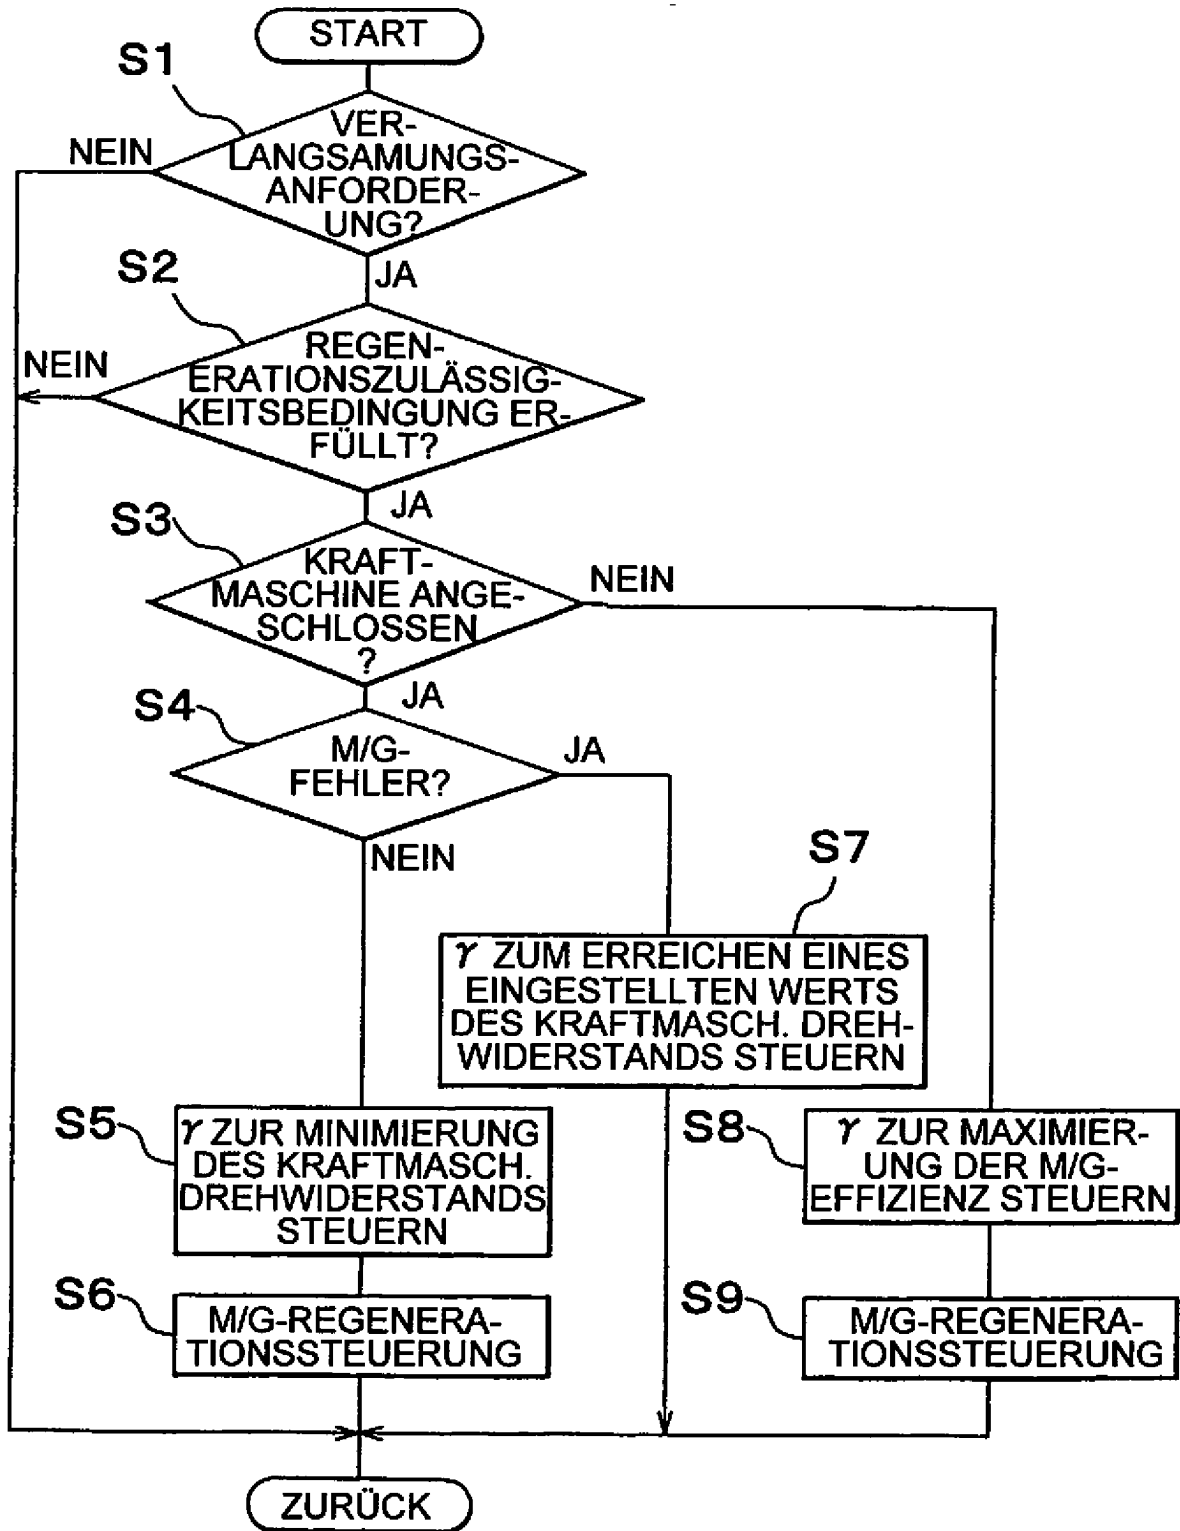 START
S1
VER-
LANGSAMUNGS-
ANFORDER-
UNG?
NEIN
JA
S2
REGEN-
ERATIONSZULÄSSIG-
KEITSBEDINGUNG ER-
FÜLLT?
NEIN
JA
S3
KRAFT-
MASCHINE ANGE-
SCHLOSSEN
?
NEIN
JA
S4
M/G-
FEHLER?
JA
NEIN
S7
γ ZUM ERREICHEN EINES
EINGESTELLTEN WERTS
DES KRAFTMASCH. DREH-
WIDERSTANDS STEUERN
S5
γ ZUR MINIMIERUNG
DES KRAFTMASCH.
DREHWIDERSTANDS
STEUERN
S8
γ ZUR MAXIMIER-
UNG DER M/G-
EFFIZIENZ STEUERN
S6
M/G-REGENERA-
TIONSSTEUERUNG
S9
M/G-REGENERA-
TIONSSTEUERUNG
ZURÜCK